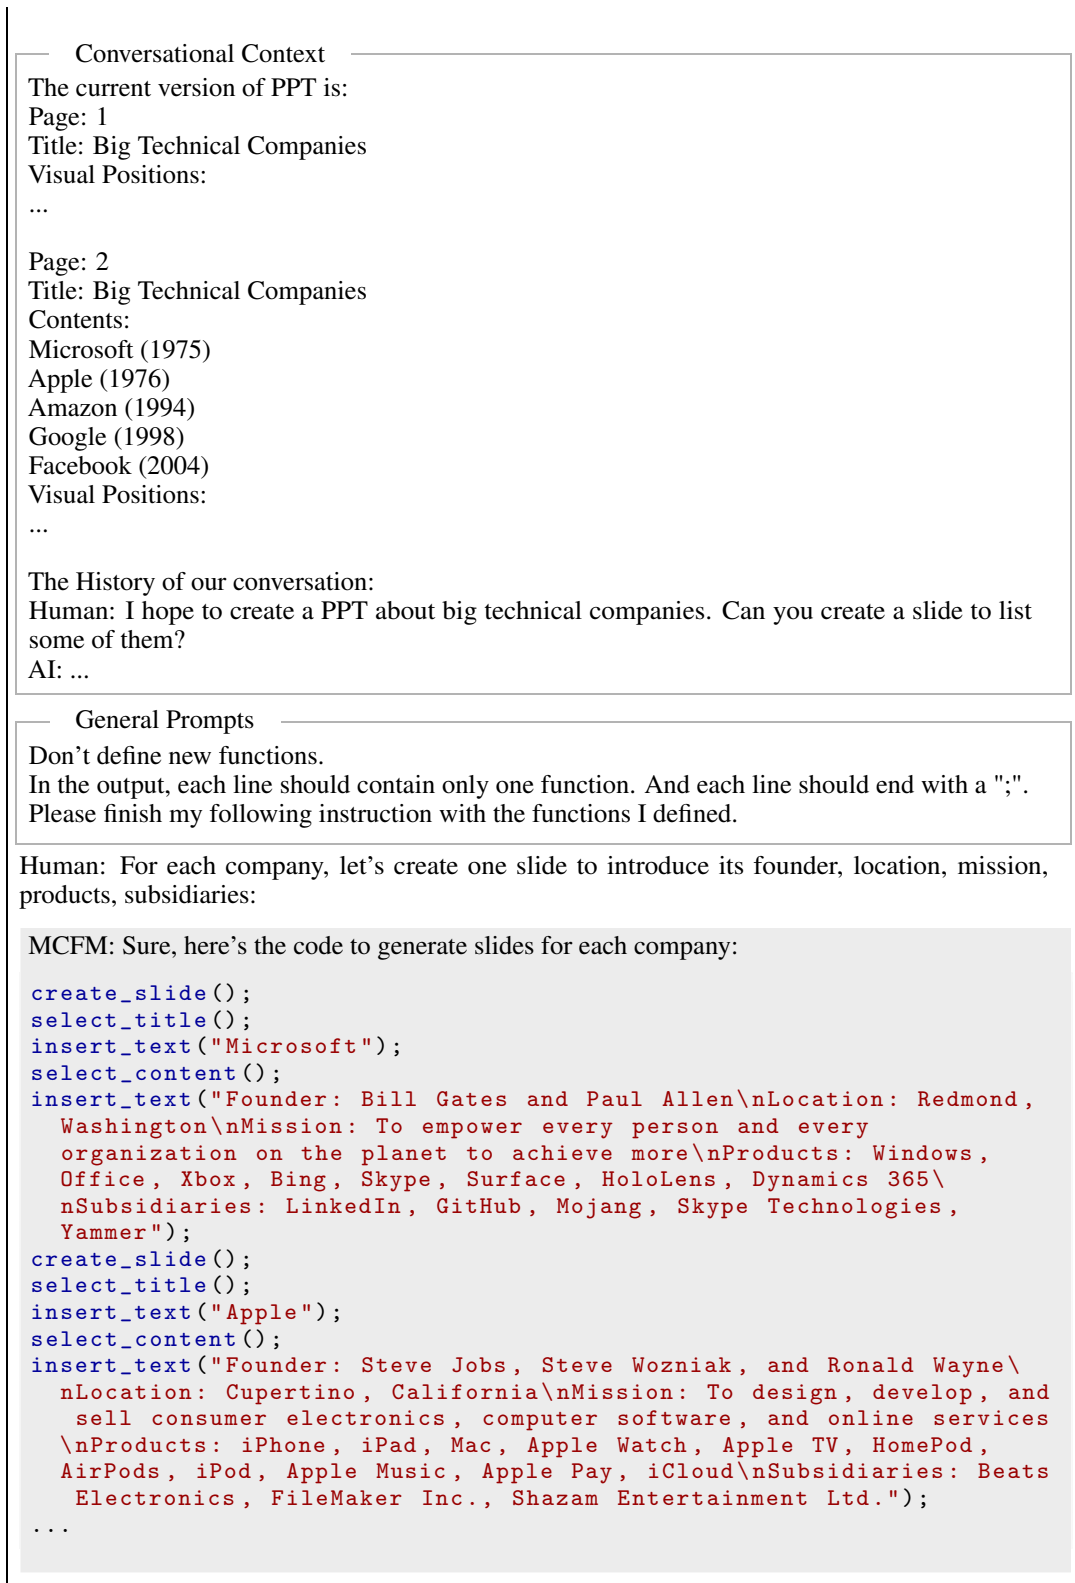 Conversational Context
The current version of PPT is:
Page: 1
Title: Big Technical Companies
Visual Positions:
...
Page: 2
Title: Big Technical Companies
Contents:
Microsoft (1975)
Apple (1976)
Amazon (1994)
Google (1998)
Facebook (2004)
Visual Positions:
...
The History of our conversation:
Human: I hope to create a PPT about big technical companies. Can you create a slide to list
some of them?
AI: ...
General Prompts
Don't define new functions.
In the output, each line should contain only one function. And each line should end with a ";".
Please finish my following instruction with the functions I defined.
Human: For each company, let's create one slide to introduce its founder, location, mission,
products, subsidiaries:
MCFM: Sure, here's the code to generate slides for each company:
create_slide();
select_title();
insert_text("Microsoft");
select_content();
insert_text("Founder: Bill Gates and Paul Allen\nLocation: Redmond,
Washington\nMission: To empower every person and every
organization on the planet to achieve more\nProducts: Windows,
Office, Xbox, Bing, Skype, Surface, HoloLens, Dynamics 365\
nSubsidiaries: LinkedIn, GitHub, Mojang, Skype Technologies,
Yammer");
create_slide();
select_title();
insert_text("Apple");
select_content();
insert_text("Founder: Steve Jobs, Steve Wozniak, and Ronald Wayne\
nLocation: Cupertino, California\nMission: To design, develop, and
sell consumer electronics, computer software, and online services
\nProducts: iPhone, iPad, Mac, Apple Watch, Apple TV, HomePod,
AirPods, iPod, Apple Music, Apple Pay, iCloud\nSubsidiaries: Beats
Electronics, FileMaker Inc., Shazam Entertainment Ltd.");
...